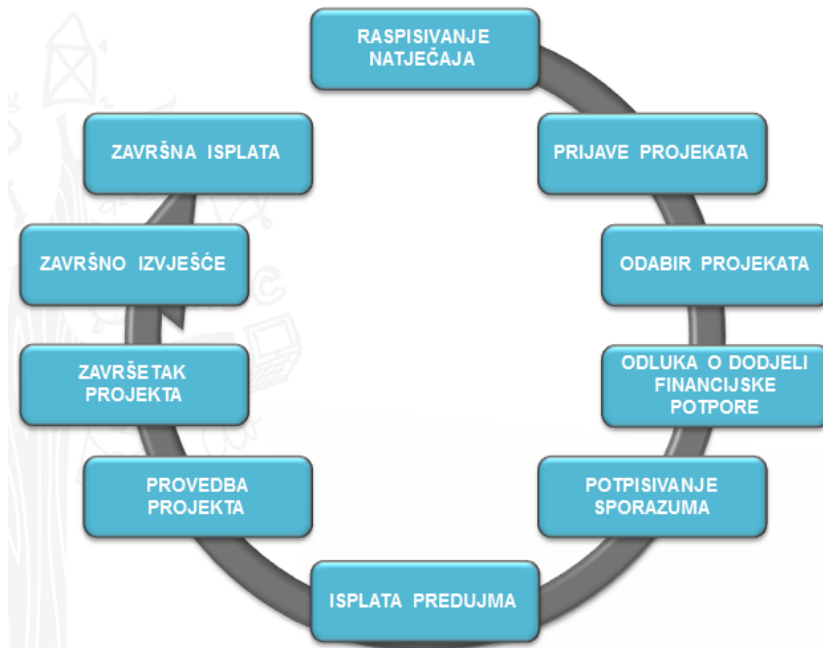 RASPISIVANJE
NATJEČAJA
PRIJAVE PROJEKATA
ODABIR PROJEKATA
ODLUKA O DODJELI
FINANCIJSKE
POTPORE
POTPISIVANJE
SPORAZUMA
ISPLATA PREDUJMA
PROVEDBA
PROJEKTA
ZAVRŠETAK
PROJEKTA
ZAVRŠNO IZVJEŠĆE
ZAVRŠNA ISPLATA